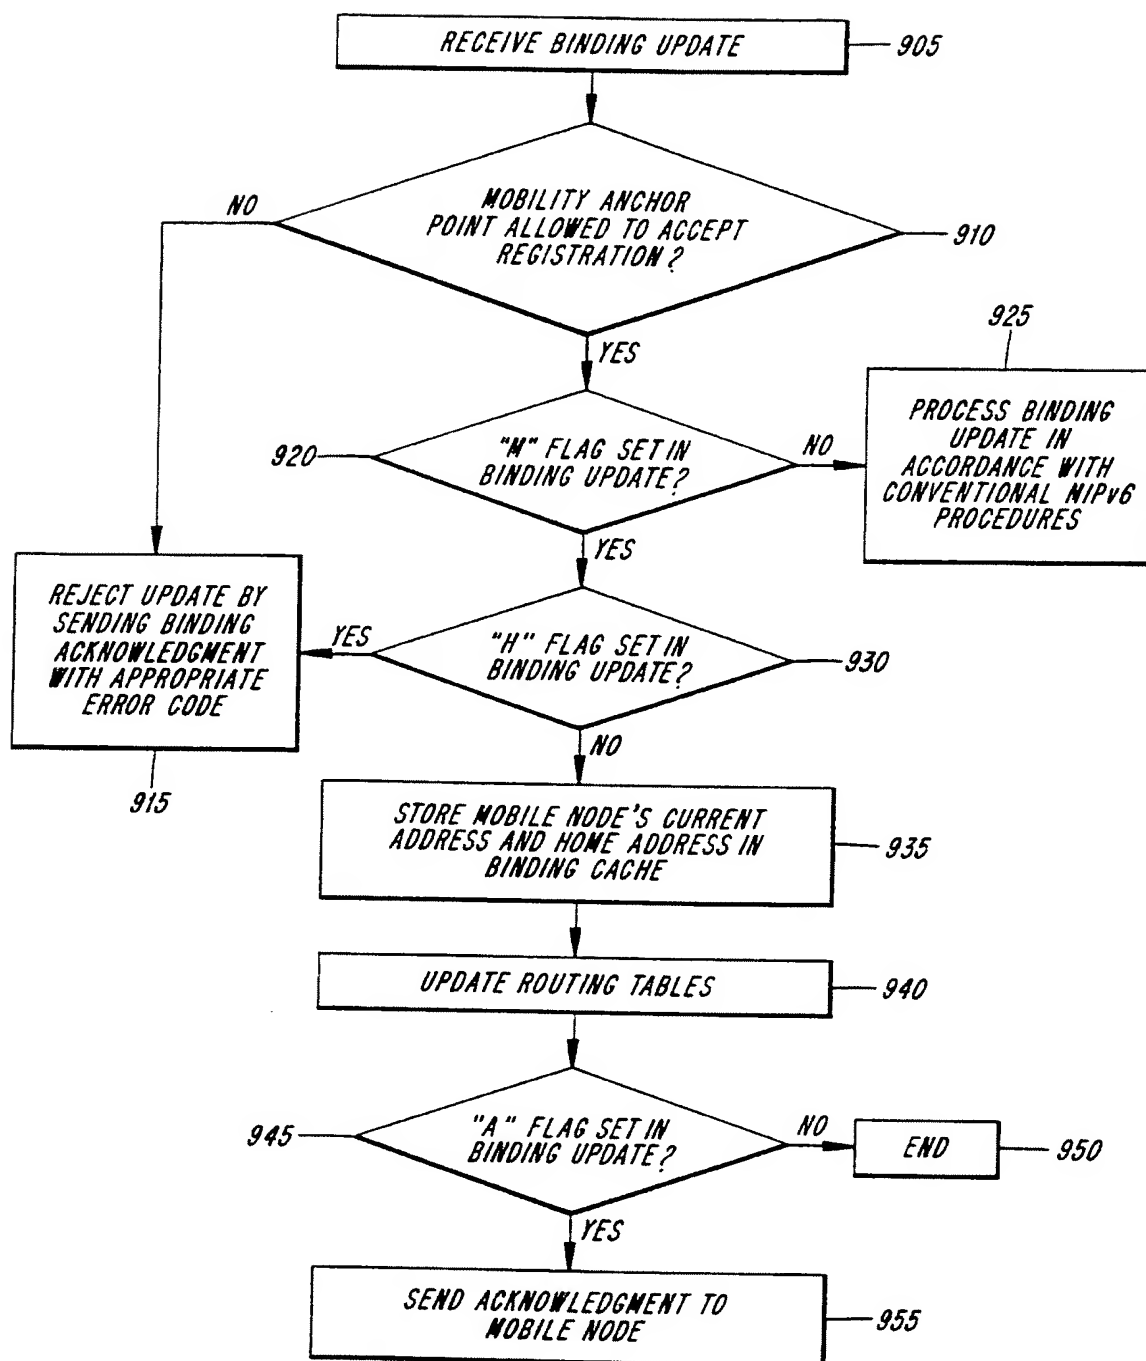 RECEIVE BINDING UPDATE
905
MOBILITY ANCHOR
POINT ALLOWED TO ACCEPT
REGISTRATION?
NO
910
YES
925
PROCESS BINDING
UPDATE IN
ACCORDANCE WITH
CONVENTIONAL MIPv6
PROCEDURES
920
"M" FLAG SET IN
BINDING UPDATE?
NO
YES
REJECT UPDATE BY
SENDING BINDING
ACKNOWLEDGMENT
WITH APPROPRIATE
ERROR CODE
915
YES
"H" FLAG SET IN
BINDING UPDATE?
930
NO
STORE MOBILE NODE'S CURRENT
ADDRESS AND HOME ADDRESS IN
BINDING CACHE
935
UPDATE ROUTING TABLES
940
945
"A" FLAG SET IN
BINDING UPDATE?
NO
END
950
YES
SEND ACKNOWLEDGMENT TO
MOBILE NODE
955